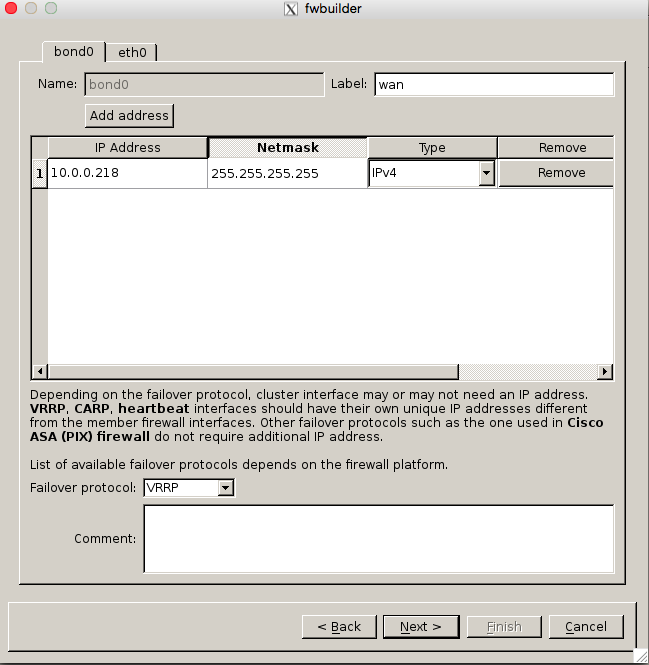 fwbuilder
bond0 eth0
Name: bond0 Label: wan
Add address
IP Address Netmask Type Remove
1 10.0.0.218 255.255.255.255 IPv4 Remove
Depending on the failover protocol, cluster interface may or may not need an IP address.
VRRP, CARP, heartbeat interfaces should have their own unique IP addresses different
from the member firewall interfaces. Other failover protocols such as the one used in Cisco
ASA (PIX) firewall do not require additional IP address.
List of available failover protocols depends on the firewall platform.
Failover protocol: VRRP
Comment:
< Back Next > Finish Cancel